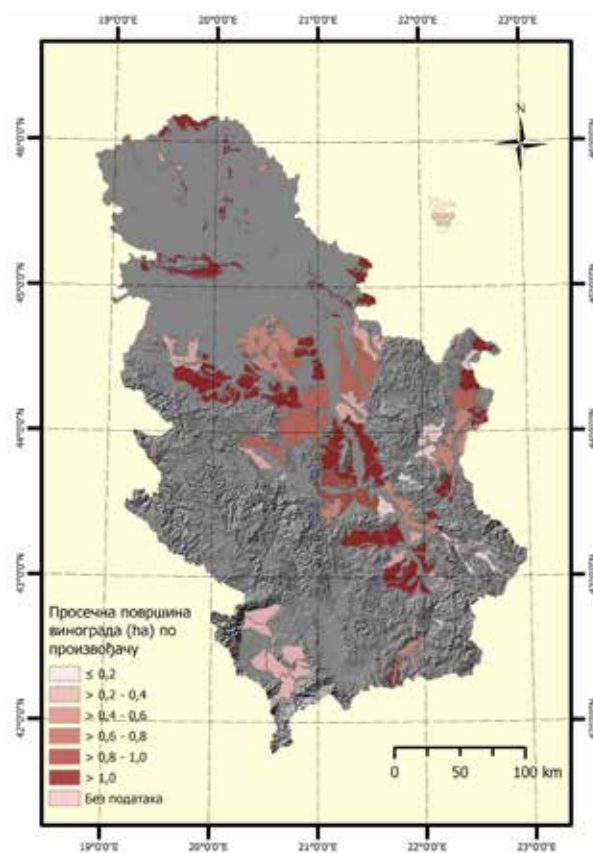 19°0'0"E 20°0'0"E 21°0'0"E 22°0'0"E 23°0'0"E
N
46°0'0"N
45°0'0"N
44°0'0"N
43°0'0"N
42°0'0"N
Просечна површина
винограда (ha) по
произвођачу
≤ 0,2
> 0,2 - 0,4
> 0,4 - 0,6
> 0,6 - 0,8
> 0,8 - 1,0
> 1,0
Без података
0 50 100 km
19°0'0"E 20°0'0"E 21°0'0"E 22°0'0"E 23°0'0"E